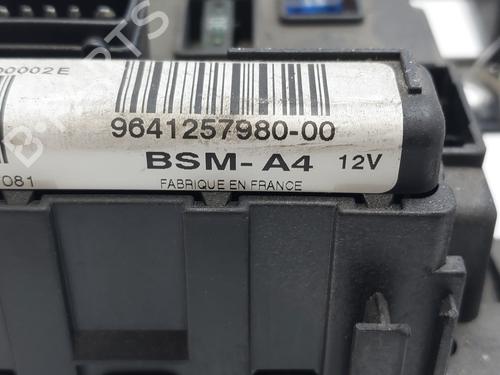 00002E
9641257980-00
BSM-A4 12V
FABRIQUE EN FRANCE
081